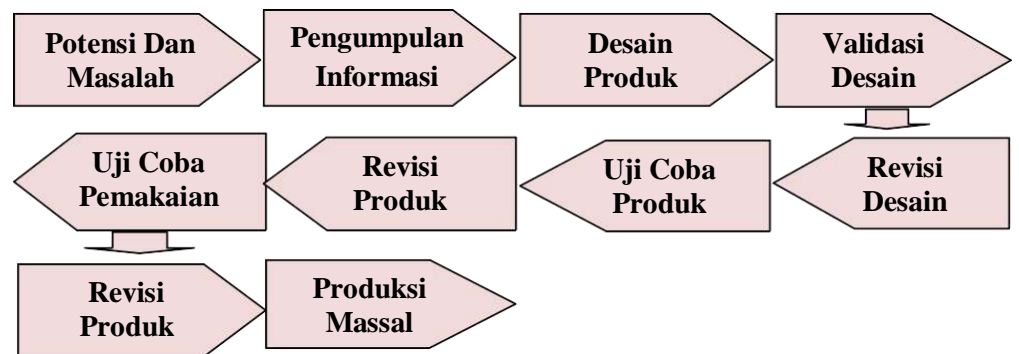 Potensi Dan
Masalah
Pengumpulan
Informasi
Desain
Produk
Validasi
Desain
Revisi
Desain
Uji Coba
Produk
Revisi
Produk
Uji Coba
Pemakaian
Revisi
Produk
Produksi
Massal